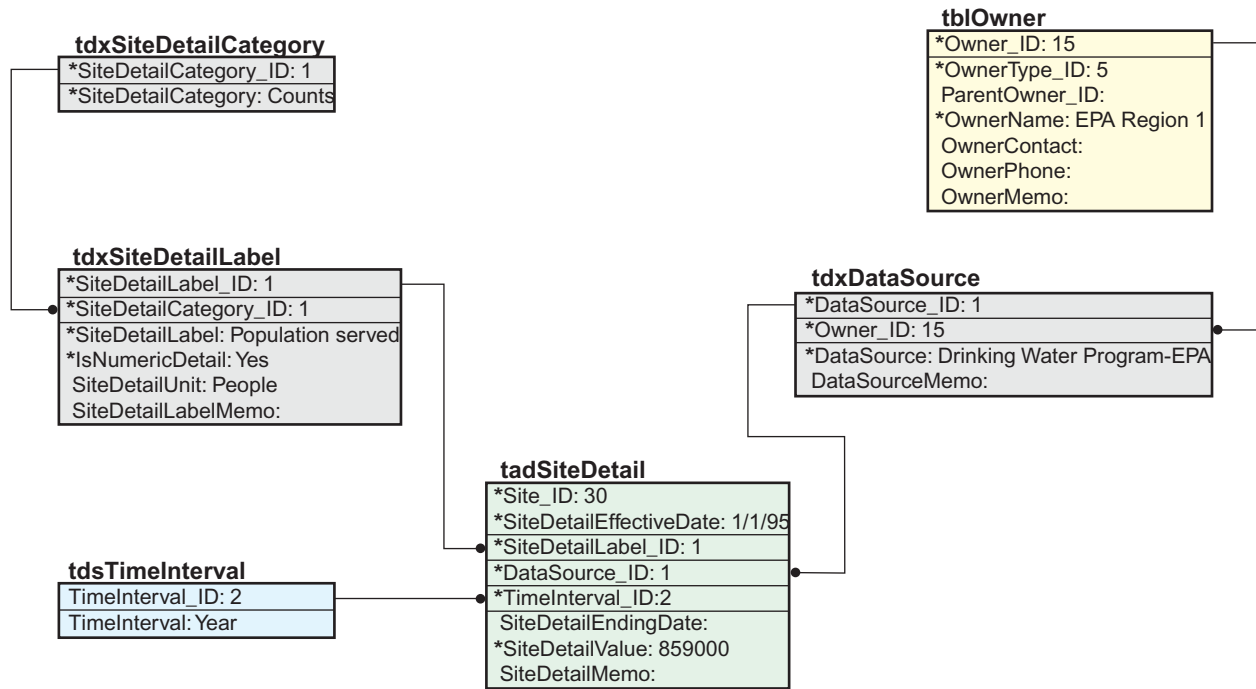 tblOwner
*Owner_ID: 15
*OwnerType_ID: 5
ParentOwner_ID:
*OwnerName: EPA Region 1
OwnerContact:
OwnerPhone:
OwnerMemo:
tdxSiteDetailCategory
*SiteDetailCategory_ID: 1
*SiteDetailCategory: Counts
tdxSiteDetailLabel
*SiteDetailLabel_ID: 1
*SiteDetailCategory_ID: 1
*SiteDetailLabel: Population served
*IsNumericDetail: Yes
SiteDetailUnit: People
SiteDetailLabelMemo:
tdxDataSource
*DataSource_ID: 1
*Owner_ID: 15
*DataSource: Drinking Water Program-EPA
DataSourceMemo:
tadSiteDetail
*Site_ID: 30
*SiteDetailEffectiveDate: 1/1/95
*SiteDetailLabel_ID: 1
*DataSource_ID: 1
*TimeInterval_ID:2
SiteDetailEndingDate:
*SiteDetailValue: 859000
SiteDetailMemo:
tdsTimeInterval
TimeInterval_ID: 2
TimeInterval: Year